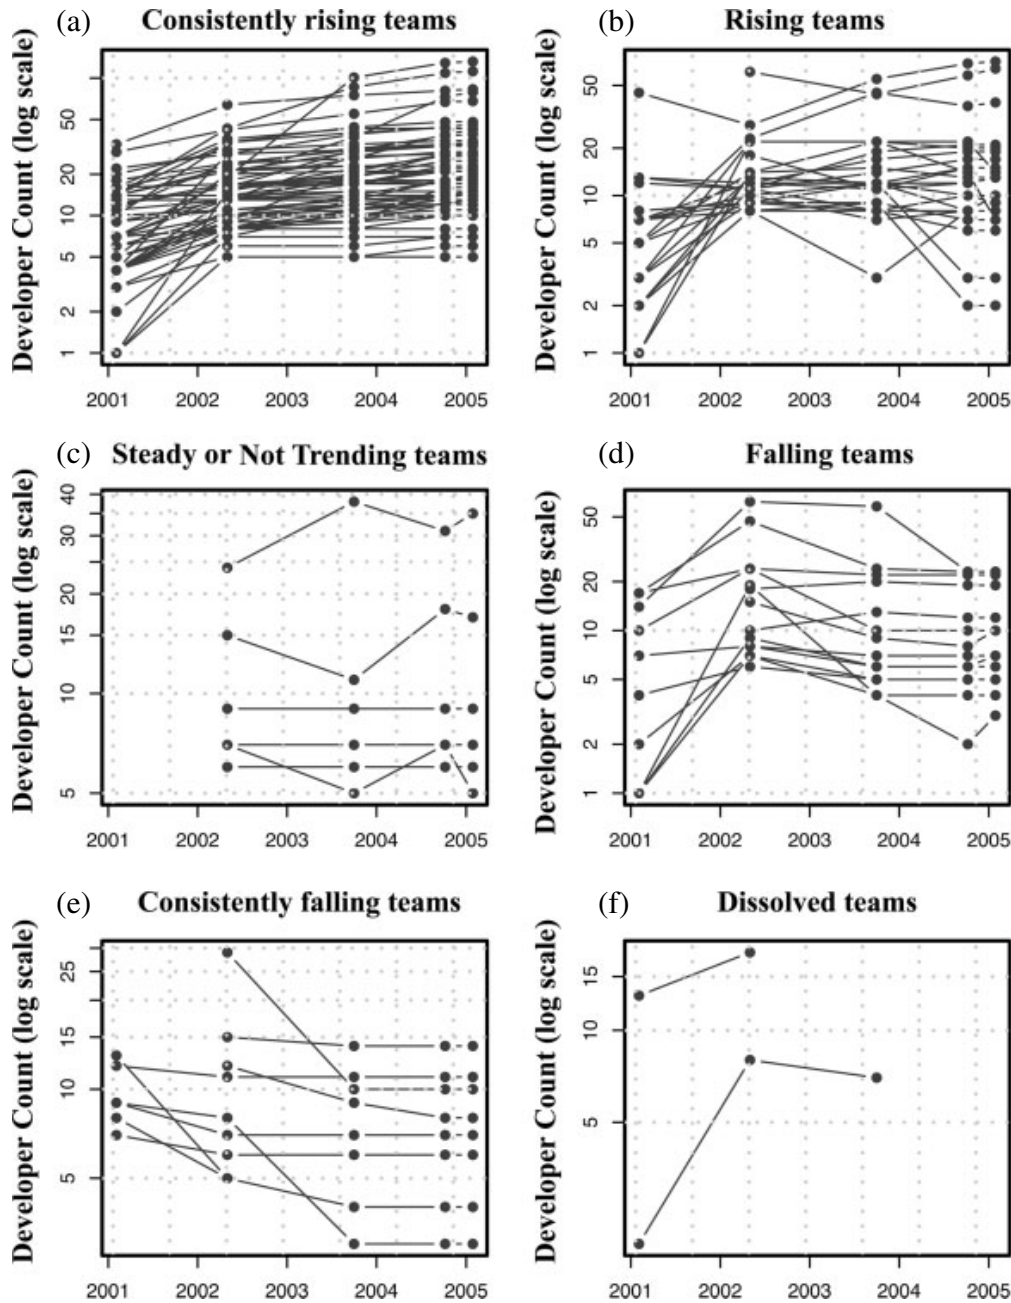 (a) Consistently rising teams
Developer Count (log scale)
50
20
10
5
2
1
2001 2002 2003 2004 2005
(b) Rising teams
Developer Count (log scale)
50
20
10
5
2
1
2001 2002 2003 2004 2005
(c) Steady or Not Trending teams
Developer Count (log scale)
40
30
20
15
10
5
2001 2002 2003 2004 2005
(d) Falling teams
Developer Count (log scale)
50
20
10
5
2
1
2001 2002 2003 2004 2005
(e) Consistently falling teams
Developer Count (log scale)
25
15
10
5
2001 2002 2003 2004 2005
(f) Dissolved teams
Developer Count (log scale)
15
10
5
2001 2002 2003 2004 2005